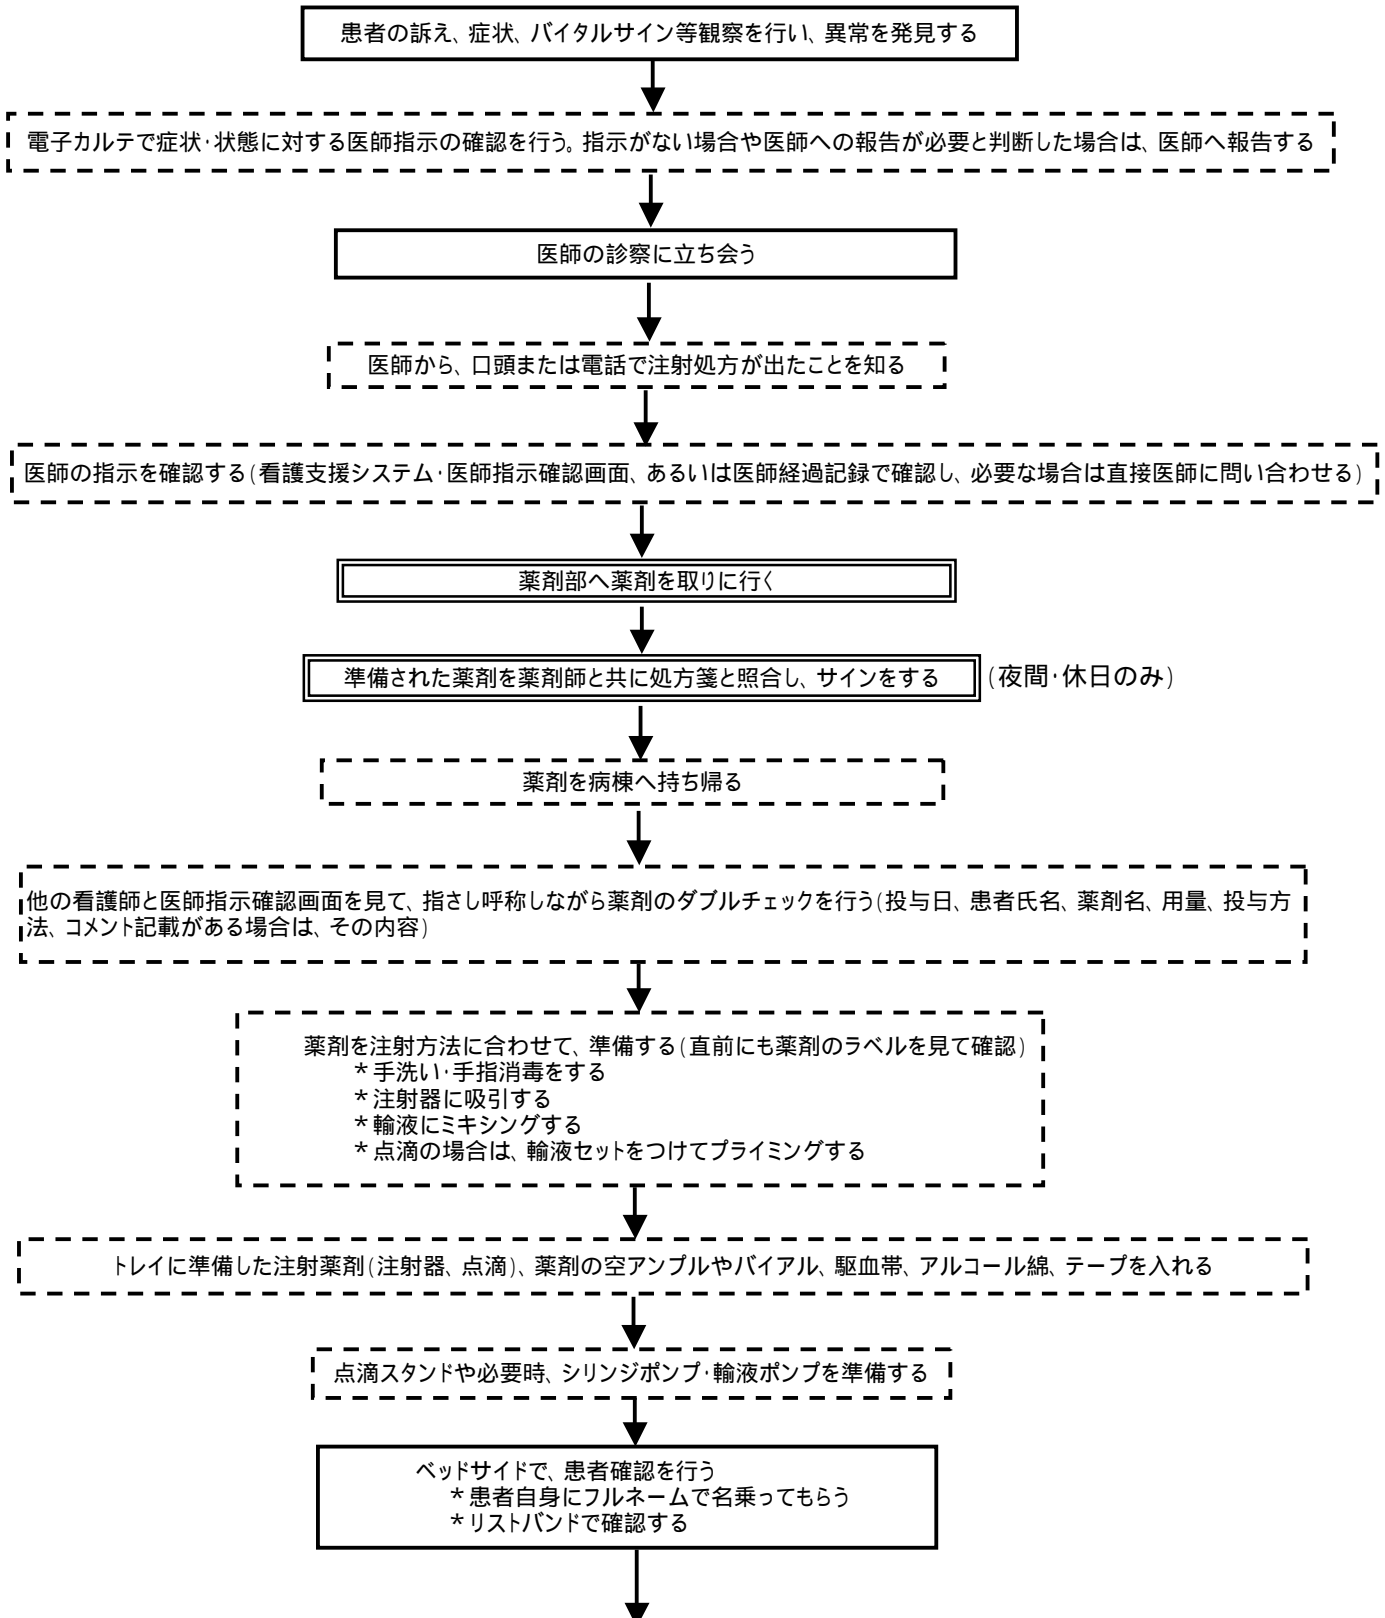 患者の訴え、症状、バイタルサイン等観察を行い、異常を発見する
電子カルテで症状・状態に対する医師指示の確認を行う。指示がない場合や医師への報告が必要と判断した場合は、医師へ報告する
医師の診察に立ち会う
医師から、口頭または電話で注射処方が出たことを知る
医師の指示を確認する(看護支援システム・医師指示確認画面、あるいは医師経過記録で確認し、必要な場合は直接医師に問い合わせる)
薬剤部へ薬剤を取りに行く
準備された薬剤を薬剤師と共に処方箋と照合し、サインをする (夜間・休日のみ)
薬剤を病棟へ持ち帰る
他の看護師と医師指示確認画面を見て、指さし呼称しながら薬剤のダブルチェックを行う(投与日、患者氏名、薬剤名、用量、投与方
法、コメント記載がある場合は、その内容)
薬剤を注射方法に合わせて、準備する(直前にも薬剤のラベルを見て確認)
*手洗い・手指消毒をする
*注射器に吸引する
*輸液にミキシングする
*点滴の場合は、輸液セットをつけてプライミングする
トレイに準備した注射薬剤(注射器、点滴)、薬剤の空アンプルやバイアル、駆血帯、アルコール綿、テープを入れる
点滴スタンドや必要時、シリンジポンプ・輸液ポンプを準備する
ベッドサイドで、患者確認を行う
*患者自身にフルネームで名乗ってもらう
*リストバンドで確認する